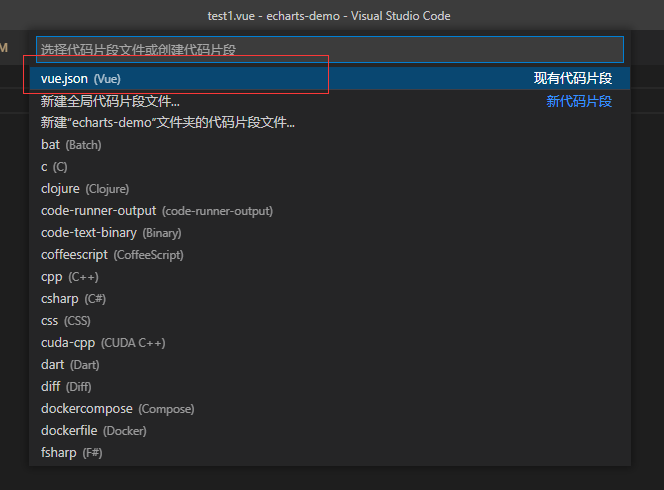 test1.vue - echarts-demo - Visual Studio Code
M
选择代码片段文件或创建代码片段
vue.json (Vue) 现有代码片段
新建全局代码片段文件... 新代码片段
新建"echarts-demo"文件夹的代码片段文件...
bat (Batch)
c (C)
clojure (Clojure)
code-runner-output (code-runner-output)
code-text-binary (Binary)
coffeescript (CoffeeScript)
cpp (C++)
csharp (C#)
css (CSS)
cuda-cpp (CUDA C++)
dart (Dart)
diff (Diff)
dockercompose (Compose)
dockerfile (Docker)
fsharp (F#)